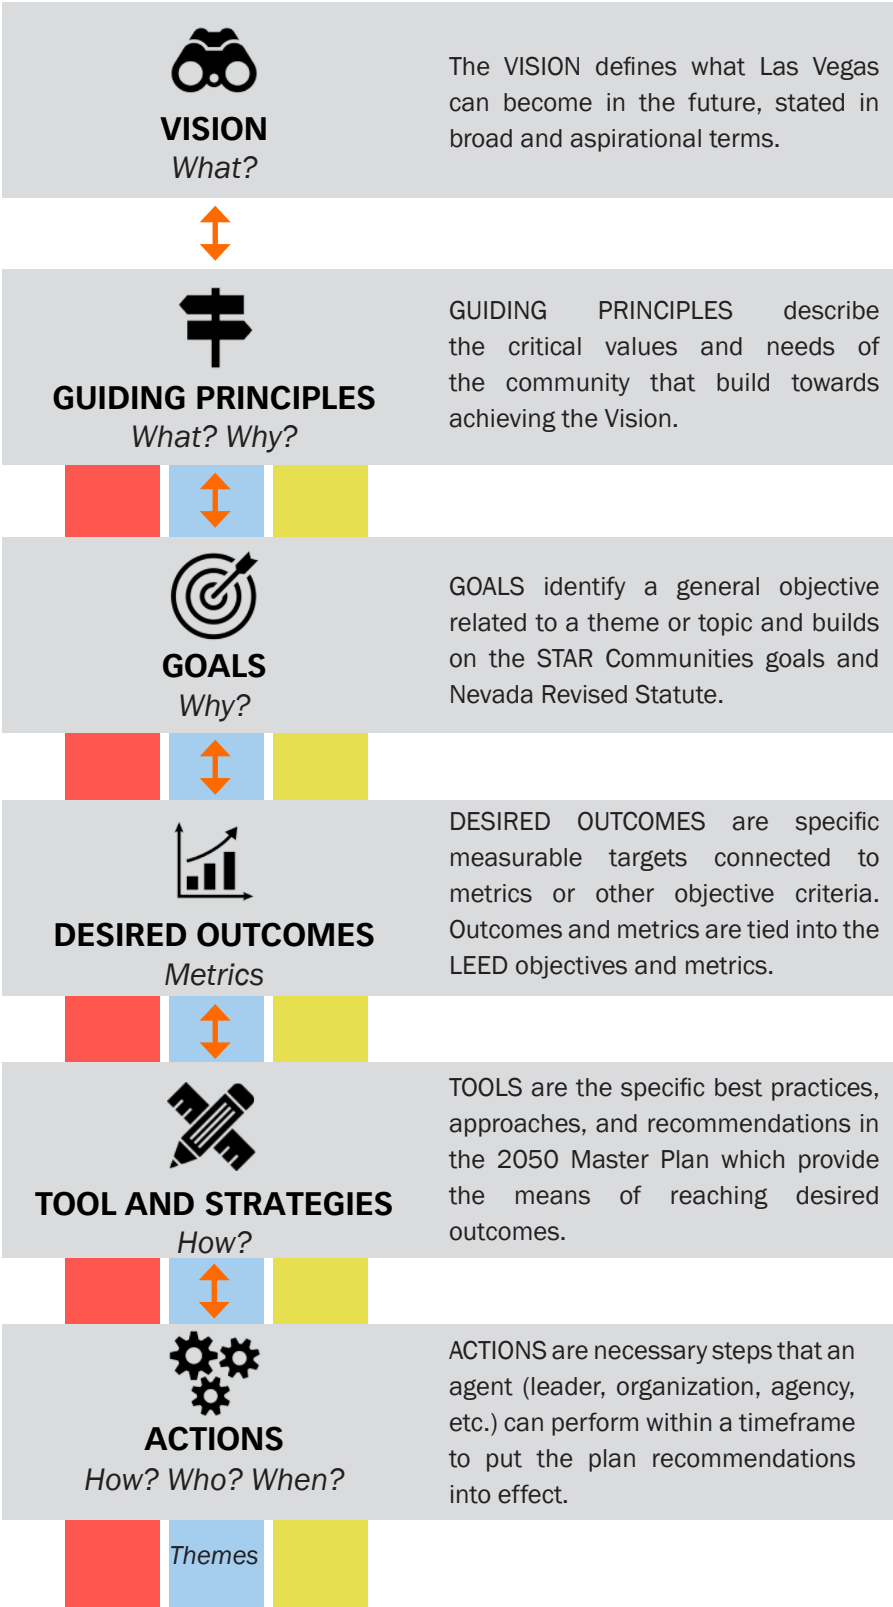 VISION
What?
The VISION defines what Las Vegas
can become in the future, stated in
broad and aspirational terms.
GUIDING PRINCIPLES
What? Why?
GUIDING PRINCIPLES describe
the critical values and needs of
the community that build towards
achieving the Vision.
GOALS
Why?
GOALS identify a general objective
related to a theme or topic and builds
on the STAR Communities goals and
Nevada Revised Statute.
DESIRED OUTCOMES
Metrics
DESIRED OUTCOMES are specific
measurable targets connected to
metrics or other objective criteria.
Outcomes and metrics are tied into the
LEED objectives and metrics.
TOOL AND STRATEGIES
How?
TOOLS are the specific best practices,
approaches, and recommendations in
the 2050 Master Plan which provide
the means of reaching desired
outcomes.
ACTIONS
How? Who? When?
ACTIONS are necessary steps that an
agent (leader, organization, agency,
etc.) can perform within a timeframe
to put the plan recommendations
into effect.
Themes